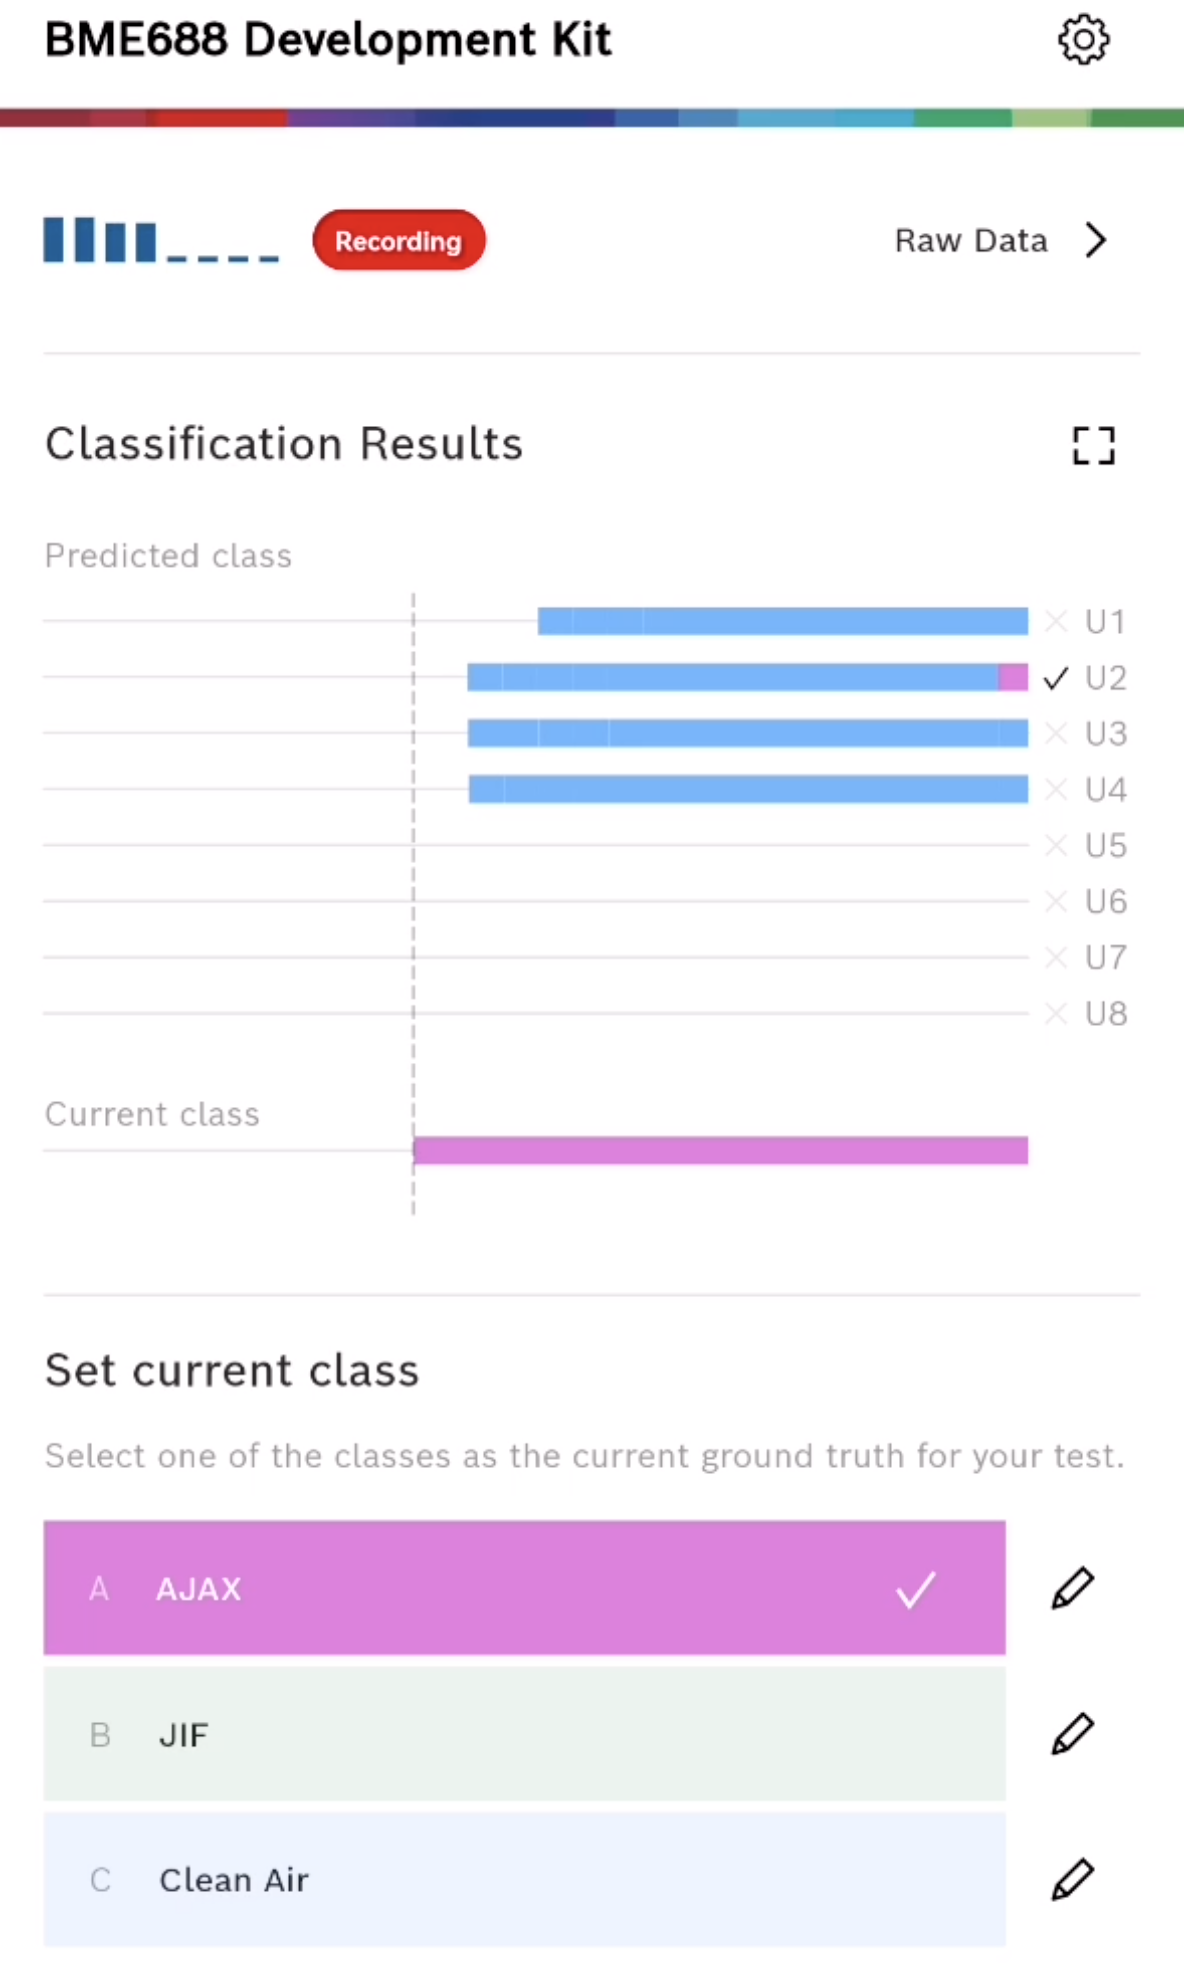 BME688 Development Kit
Recording
Raw Data
Classification Results
Predicted class
U1
U2
U3
U4
U5
U6
U7
U8
Current class
Set current class
Select one of the classes as the current ground truth for your test.
A AJAX
B JIF
C Clean Air